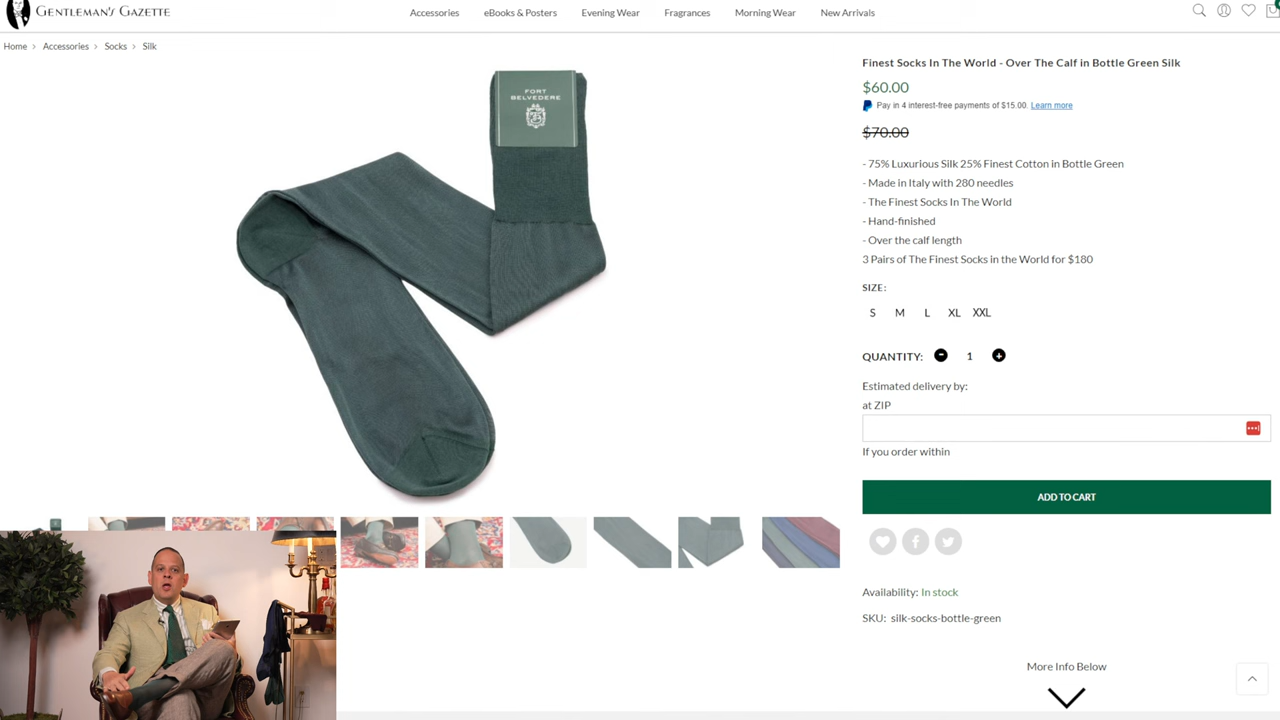 GENTLEMAN'S GAZETTE
Accessories
eBooks & Posters
Evening Wear
Fragrances
Morning Wear
New Arrivals
Home > Accessories > Socks > Silk
FORT
BELVEDERE
Finest Socks In The World - Over The Calf in Bottle Green Silk
$60.00
Pay in 4 interest-free payments of $15.00. Learn more
$70.00
- 75% Luxurious Silk 25% Finest Cotton in Bottle Green
- Made in Italy with 280 needles
- The Finest Socks In The World
- Hand-finished
- Over the calf length
3 Pairs of The Finest Socks in the World for $180
SIZE:
S M L XL XXL
QUANTITY: - 1 +
Estimated delivery by:
at ZIP
If you order within
ADD TO CART
Availability: In stock
SKU: silk-socks-bottle-green
More Info Below